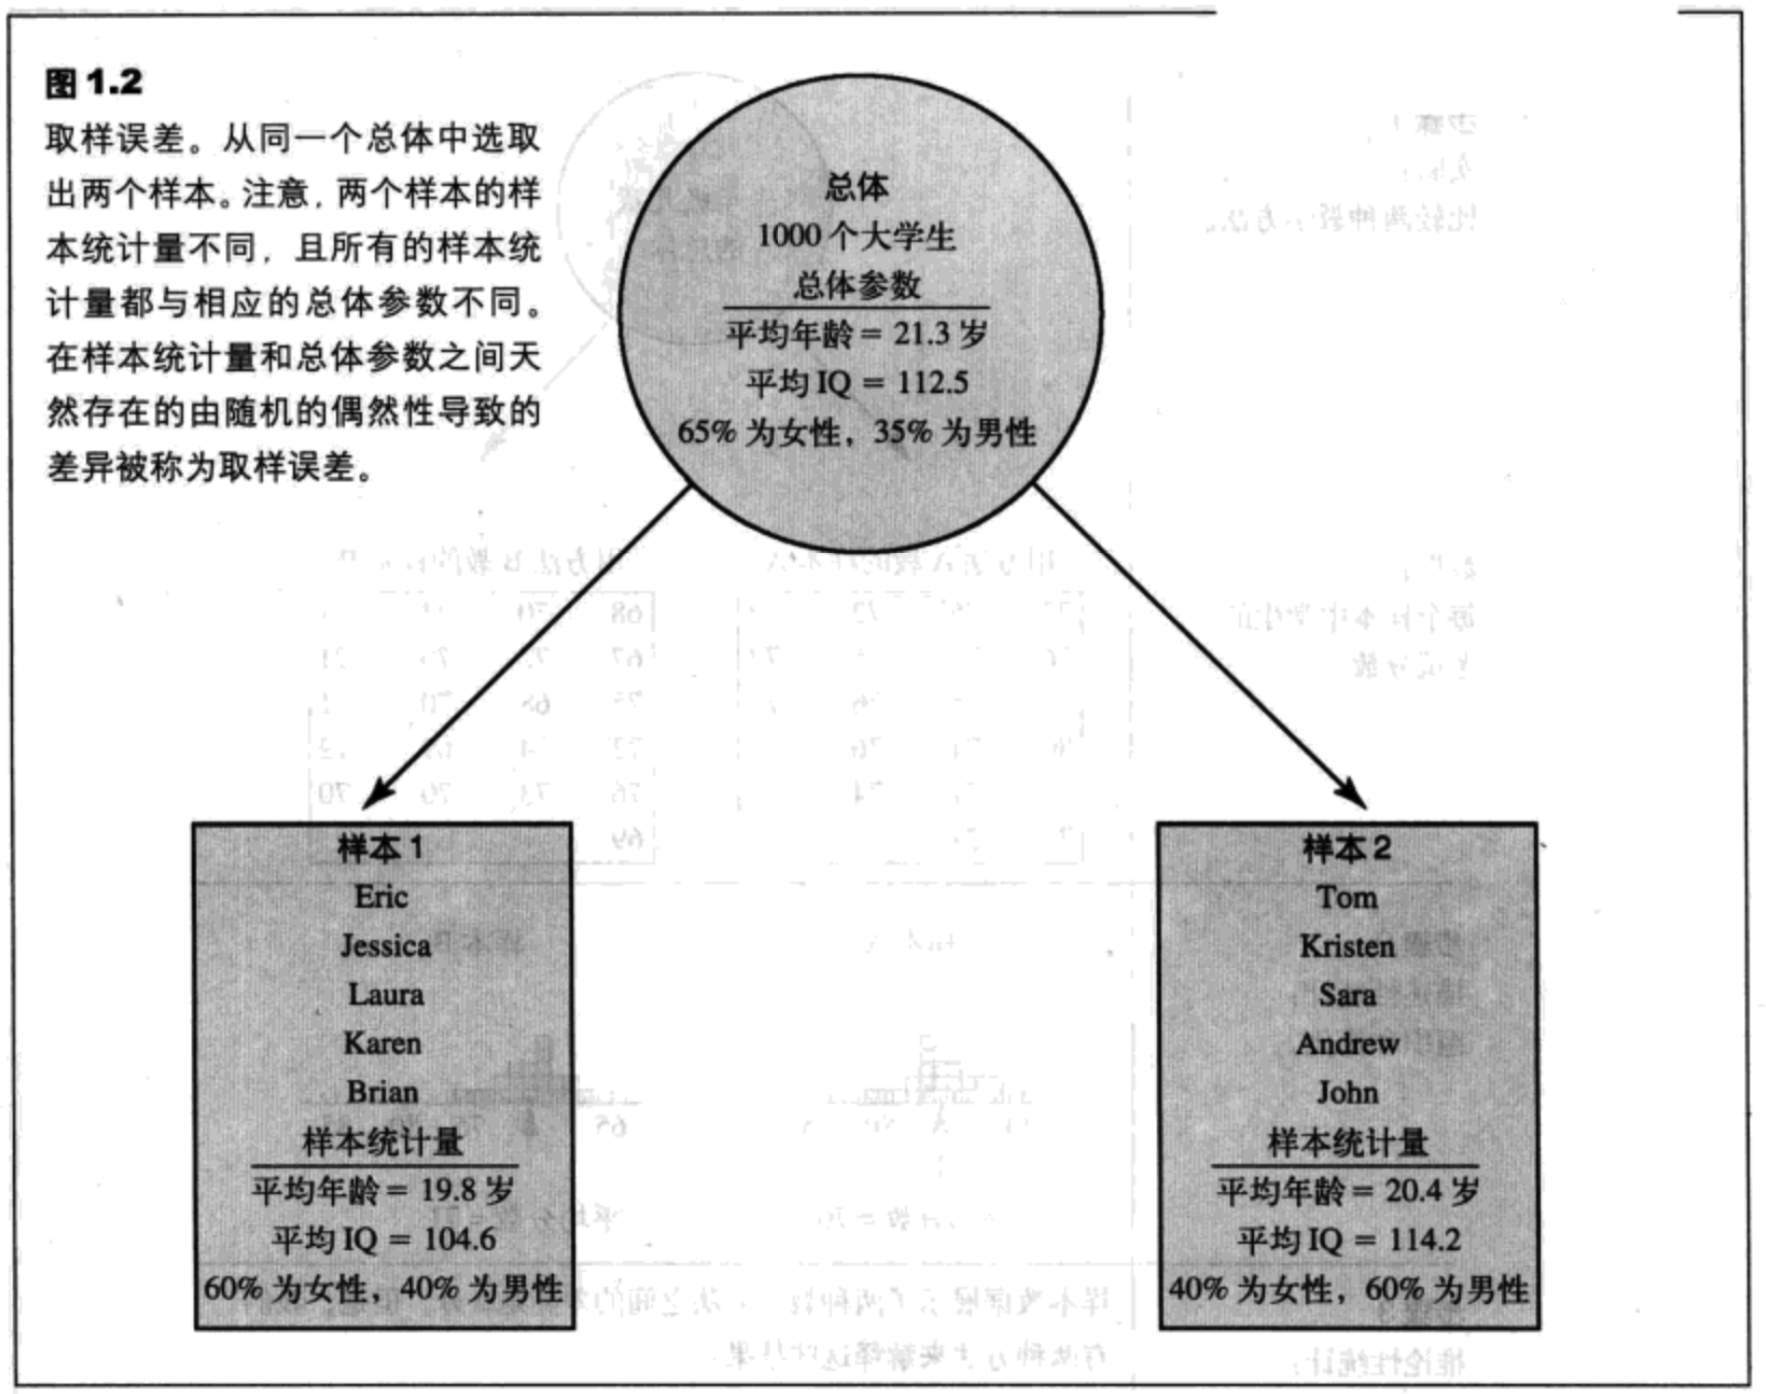 图1.2
取样误差。从同一个总体中选取
出两个样本。注意，两个样本的样
本统计量不同，且所有的样本统
计量都与相应的总体参数不同。
在样本统计量和总体参数之间天
然存在的由随机的偶然性导致的
差异被称为取样误差。
总体
1000个大学生
总体参数
平均年龄 = 21.3 岁
平均 IQ = 112.5
65% 为女性，35% 为男性
样本 1
Eric
Jessica
Laura
Karen
Brian
样本统计量
平均年龄 = 19.8 岁
平均 IQ = 104.6
60% 为女性，40% 为男性
样本 2
Tom
Kristen
Sara
Andrew
John
样本统计量
平均年龄 = 20.4 岁
平均 IQ = 114.2
40% 为女性，60% 为男性